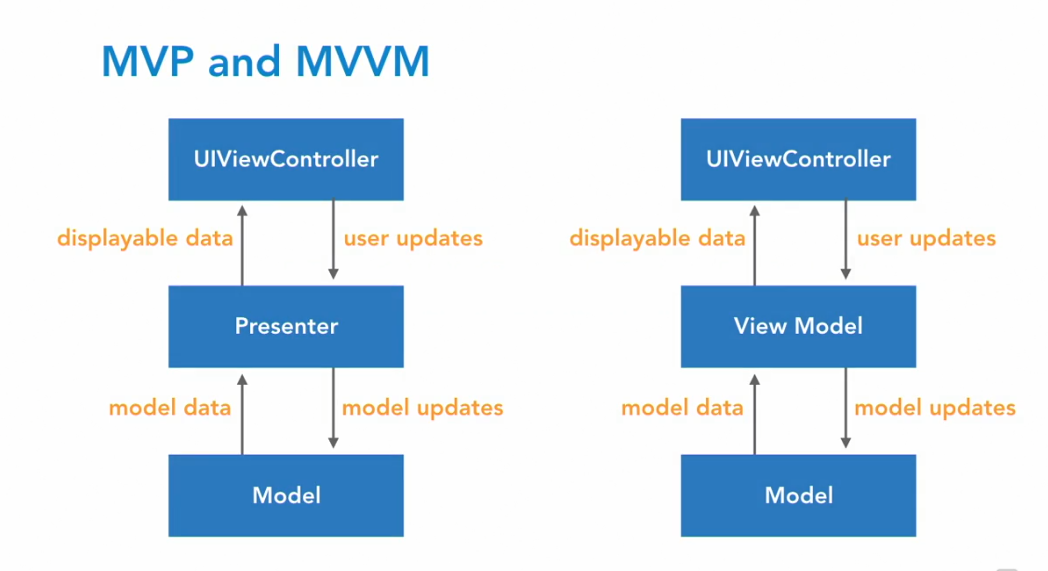 MVP and MVVM
UIViewController
displayable data
user updates
Presenter
model data
model updates
Model
UIViewController
displayable data
user updates
View Model
model data
model updates
Model